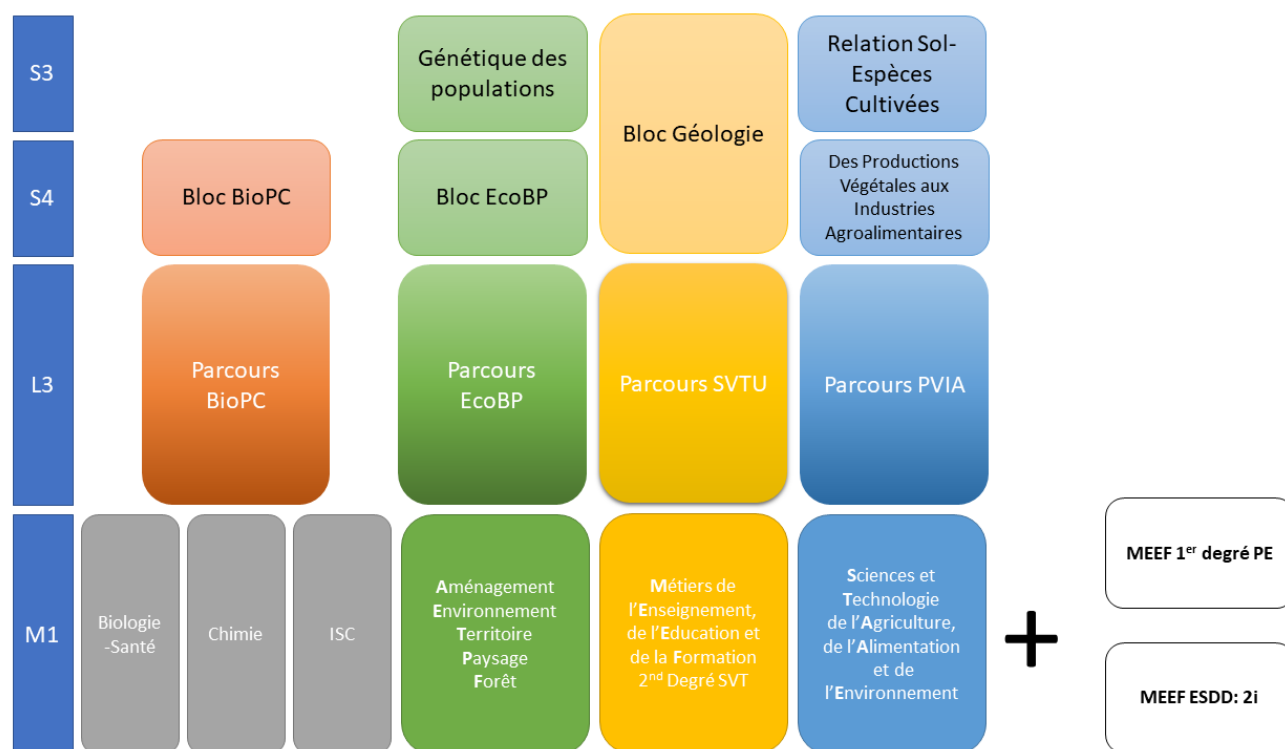 S3
Génétique des
populations
Bloc Géologie
Relation Sol-
Espèces
Cultivées
S4
Bloc BioPC
Bloc EcoBP
Des Productions
Végétales aux
Industries
Agroalimentaires
L3
Parcours
BioPC
Parcours
EcoBP
Parcours SVTU
Parcours PVIA
M1
Biologie
-Santé
Chimie
ISC
Aménagement
Environnement
Territoire
Paysage
Forêt
Métiers de
l'Enseignement,
de l'Education et
de la Formation
2nd Degré SVT
Sciences et
Technologie
de l'Agriculture,
de l'Alimentation
et de
l'Environnement
+
MEEF 1er degré PE
MEEF ESDD: 2i